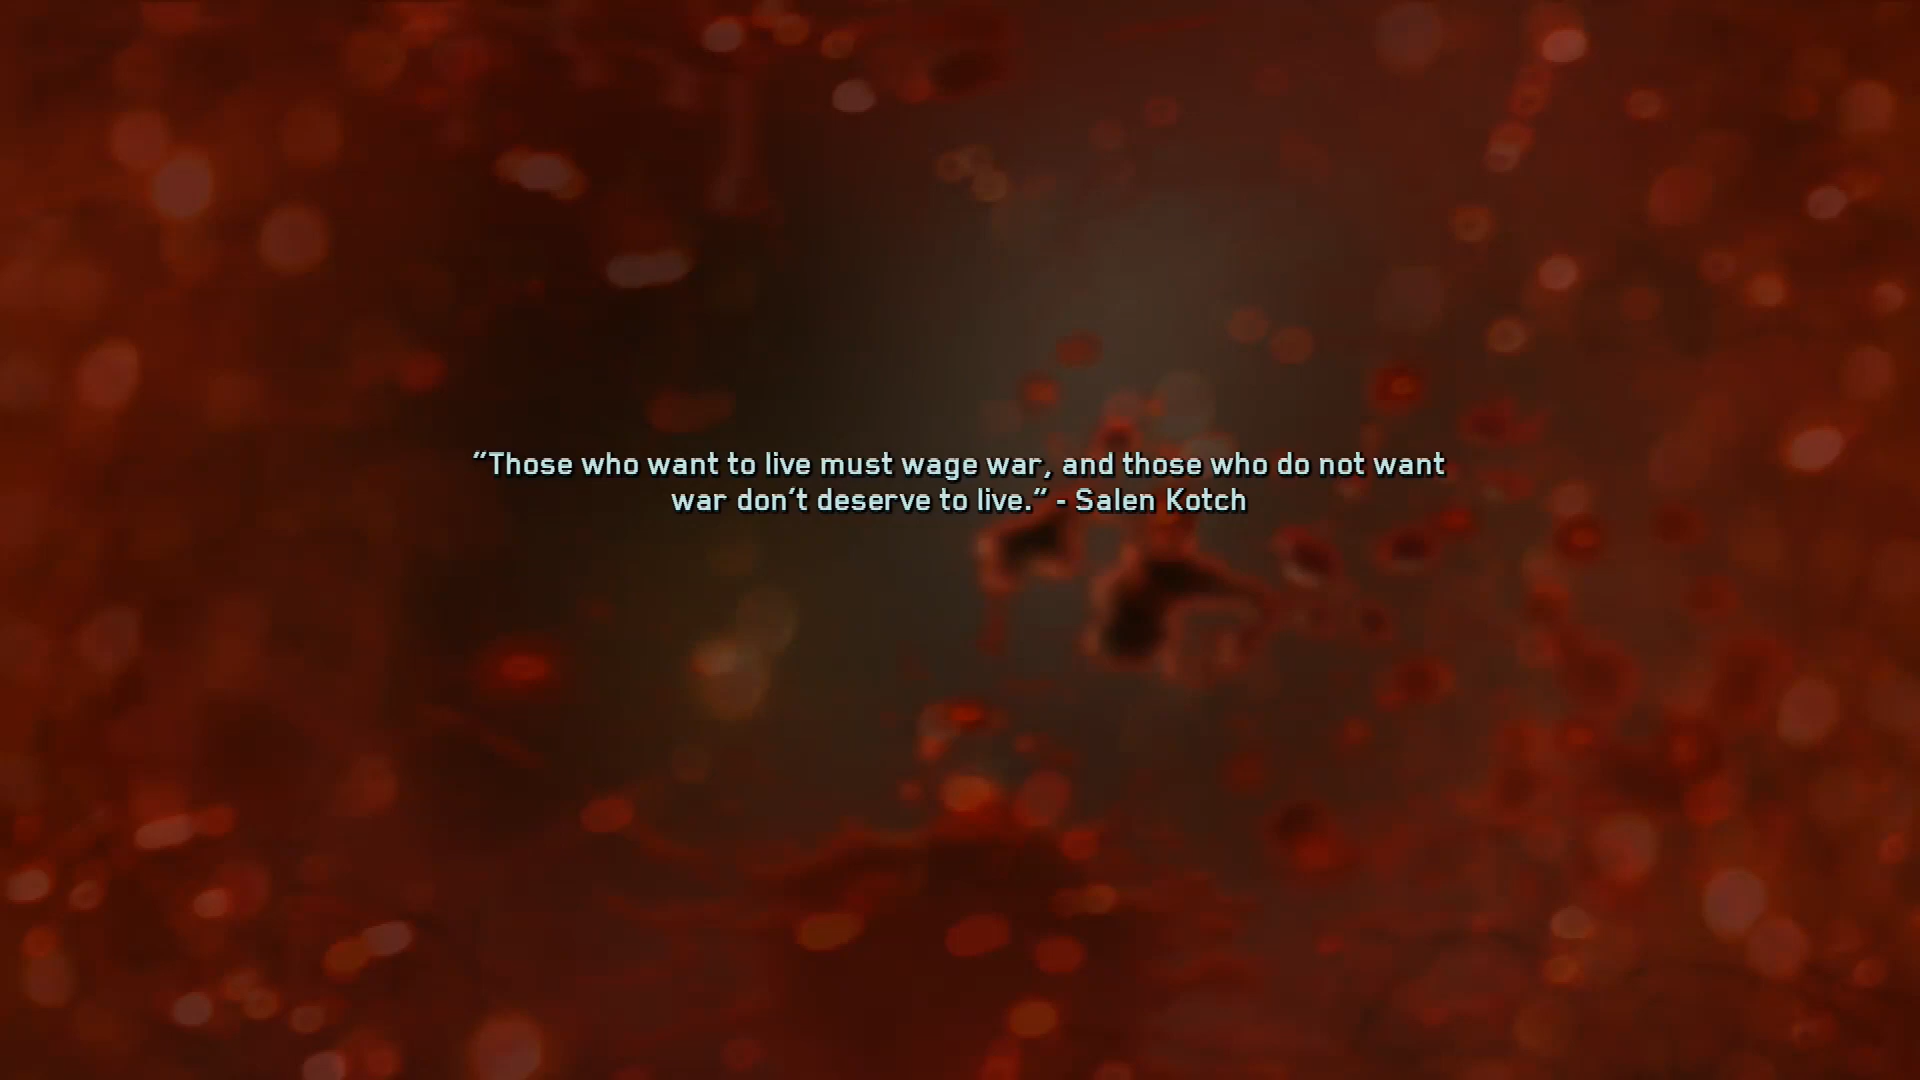 “Those who want to live must wage war, and those who do not want
war don’t deserve to live.” - Salen Kotch